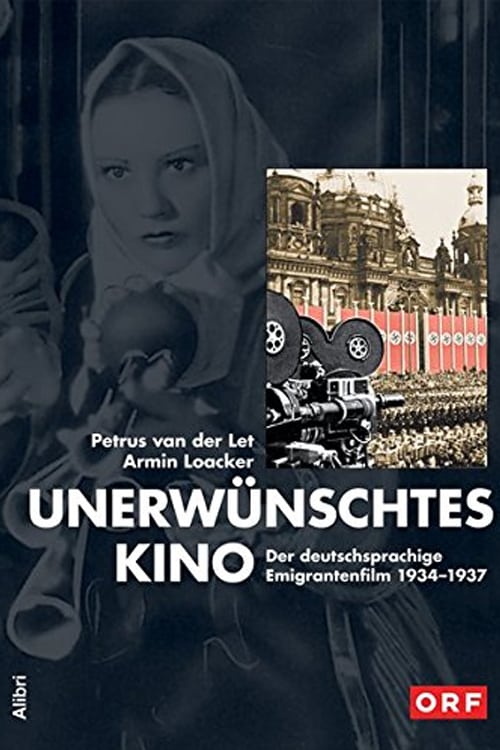 Petrus van der Let
Armin Loacker
UNERWÜNSCHTES
KINO
Der deutschsprachige
Emigrantenfilm 1934–1937
Alibri
ORF